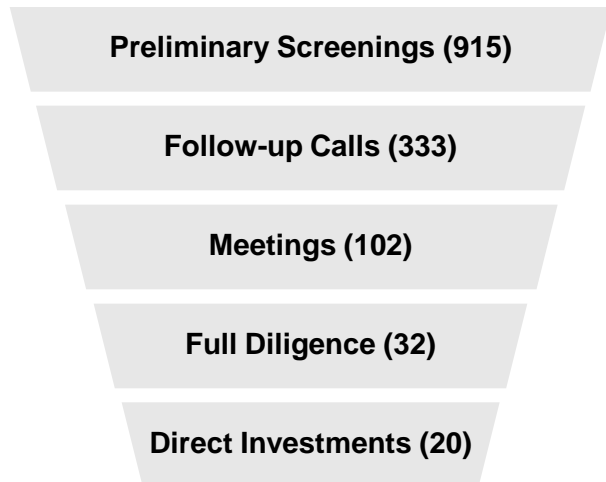 Preliminary Screenings (915)
Follow-up Calls (333)
Meetings (102)
Full Diligence (32)
Direct Investments (20)